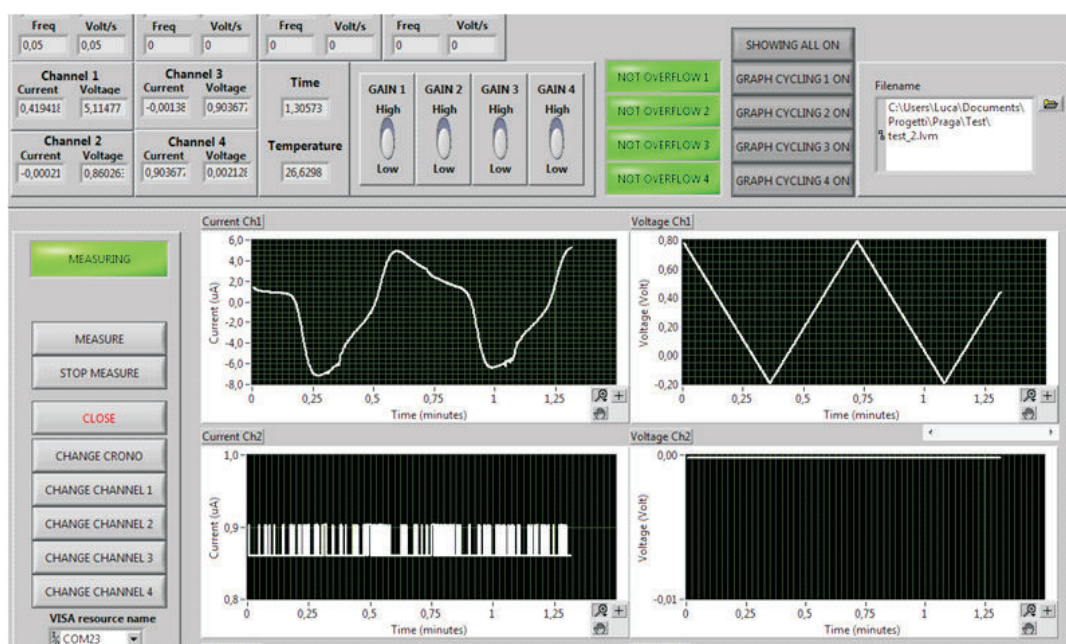 Freq Volt/s Freq Volt/s Freq Volt/s Freq Volt/s
0,05 0,05 0 0 0 0 0 0
SHOWING ALL ON
Channel 1
Current Voltage
0,419418 5,11477
Channel 3
Current Voltage
-0,00138 0,903677
Time
1,30573
Channel 2
Current Voltage
-0,00021
Channel 4
Current Voltage
0,903677 0,002128
Temperature
26,6298
GAIN 1 GAIN 2 GAIN 3 GAIN 4
High High High High
Low Low Low Low
NOT OVERFLOW 1
NOT OVERFLOW 2
NOT OVERFLOW 3
NOT OVERFLOW 4
GRAPH CYCLING 1 ON
GRAPH CYCLING 2 ON
GRAPH CYCLING 3 ON
GRAPH CYCLING 4 ON
Filename
C:\Users\Luca\Documents\
Progetti\Praga\Test\
test_2.lvm
MEASURING
MEASURE
STOP MEASURE
CLOSE
CHANGE CRONO
CHANGE CHANNEL 1
CHANGE CHANNEL 2
CHANGE CHANNEL 3
CHANGE CHANNEL 4
VISA resource name
COM23
Current Ch1
Current (uA)
6,0
4,0
2,0
0,0
-2,0
-4,0
-6,0
-8,0
0 0,25 0,5 0,75 1 1,25
Time (minutes)
Voltage Ch1
Voltage (Volt)
0,80
0,60
0,40
0,20
0,00
-0,20
0 0,25 0,5 0,75 1 1,25
Time (minutes)
Current Ch2
Current (uA)
1,0
0,9
0,8
0 0,25 0,5 0,75 1 1,25
Time (minutes)
Voltage Ch2
Voltage (Volt)
0,00
-0,01
0 0,25 0,5 0,75 1 1,25
Time (minutes)